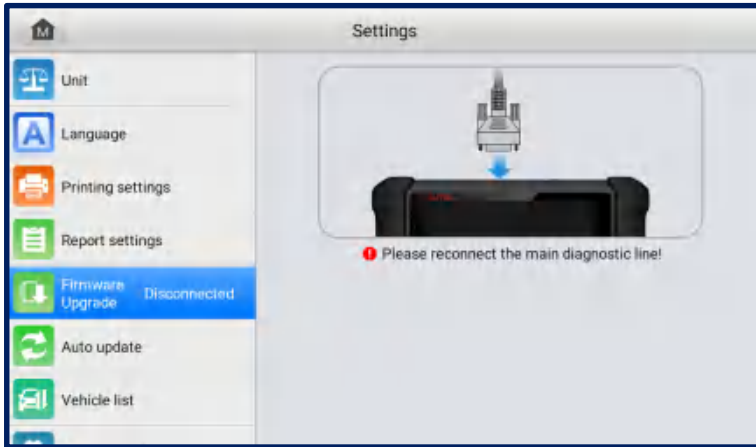 M
Settings
Unit
A Language
Printing settings
Report settings
Firmware
Upgrade
Disconnected
Please reconnect the main diagnostic line!
Auto update
Vehicle list